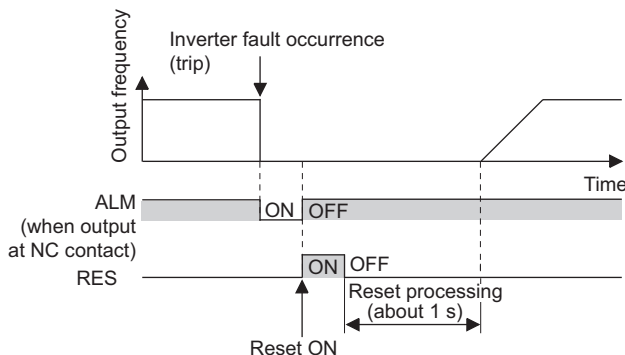 Inverter fault occurrence
(trip)
Output frequency
Time
ALM
(when output
at NC contact)
ON
OFF
RES
ON
OFF
Reset processing
(about 1 s)
Reset ON